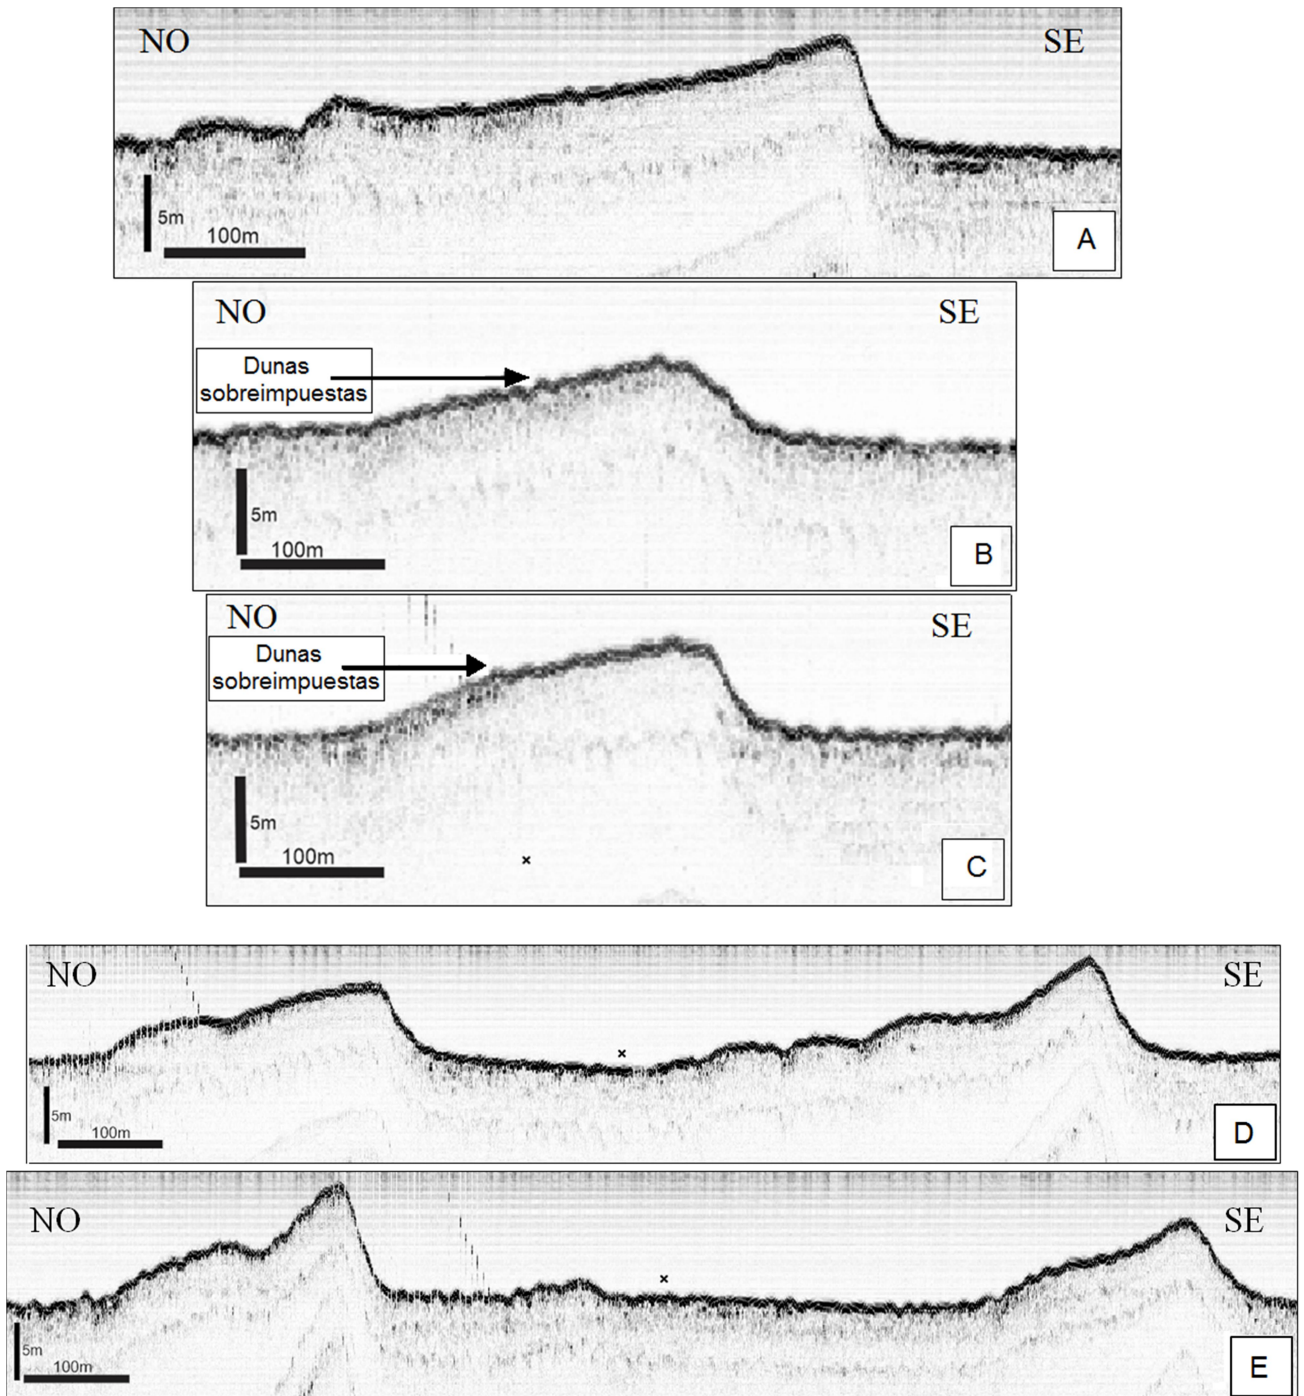 NO
SE
5m
100m
A
NO
SE
Dunas
sobreimpuestas
5m
100m
B
NO
SE
Dunas
sobreimpuestas
5m
100m
C
NO
SE
5m
100m
D
NO
SE
5m
100m
E